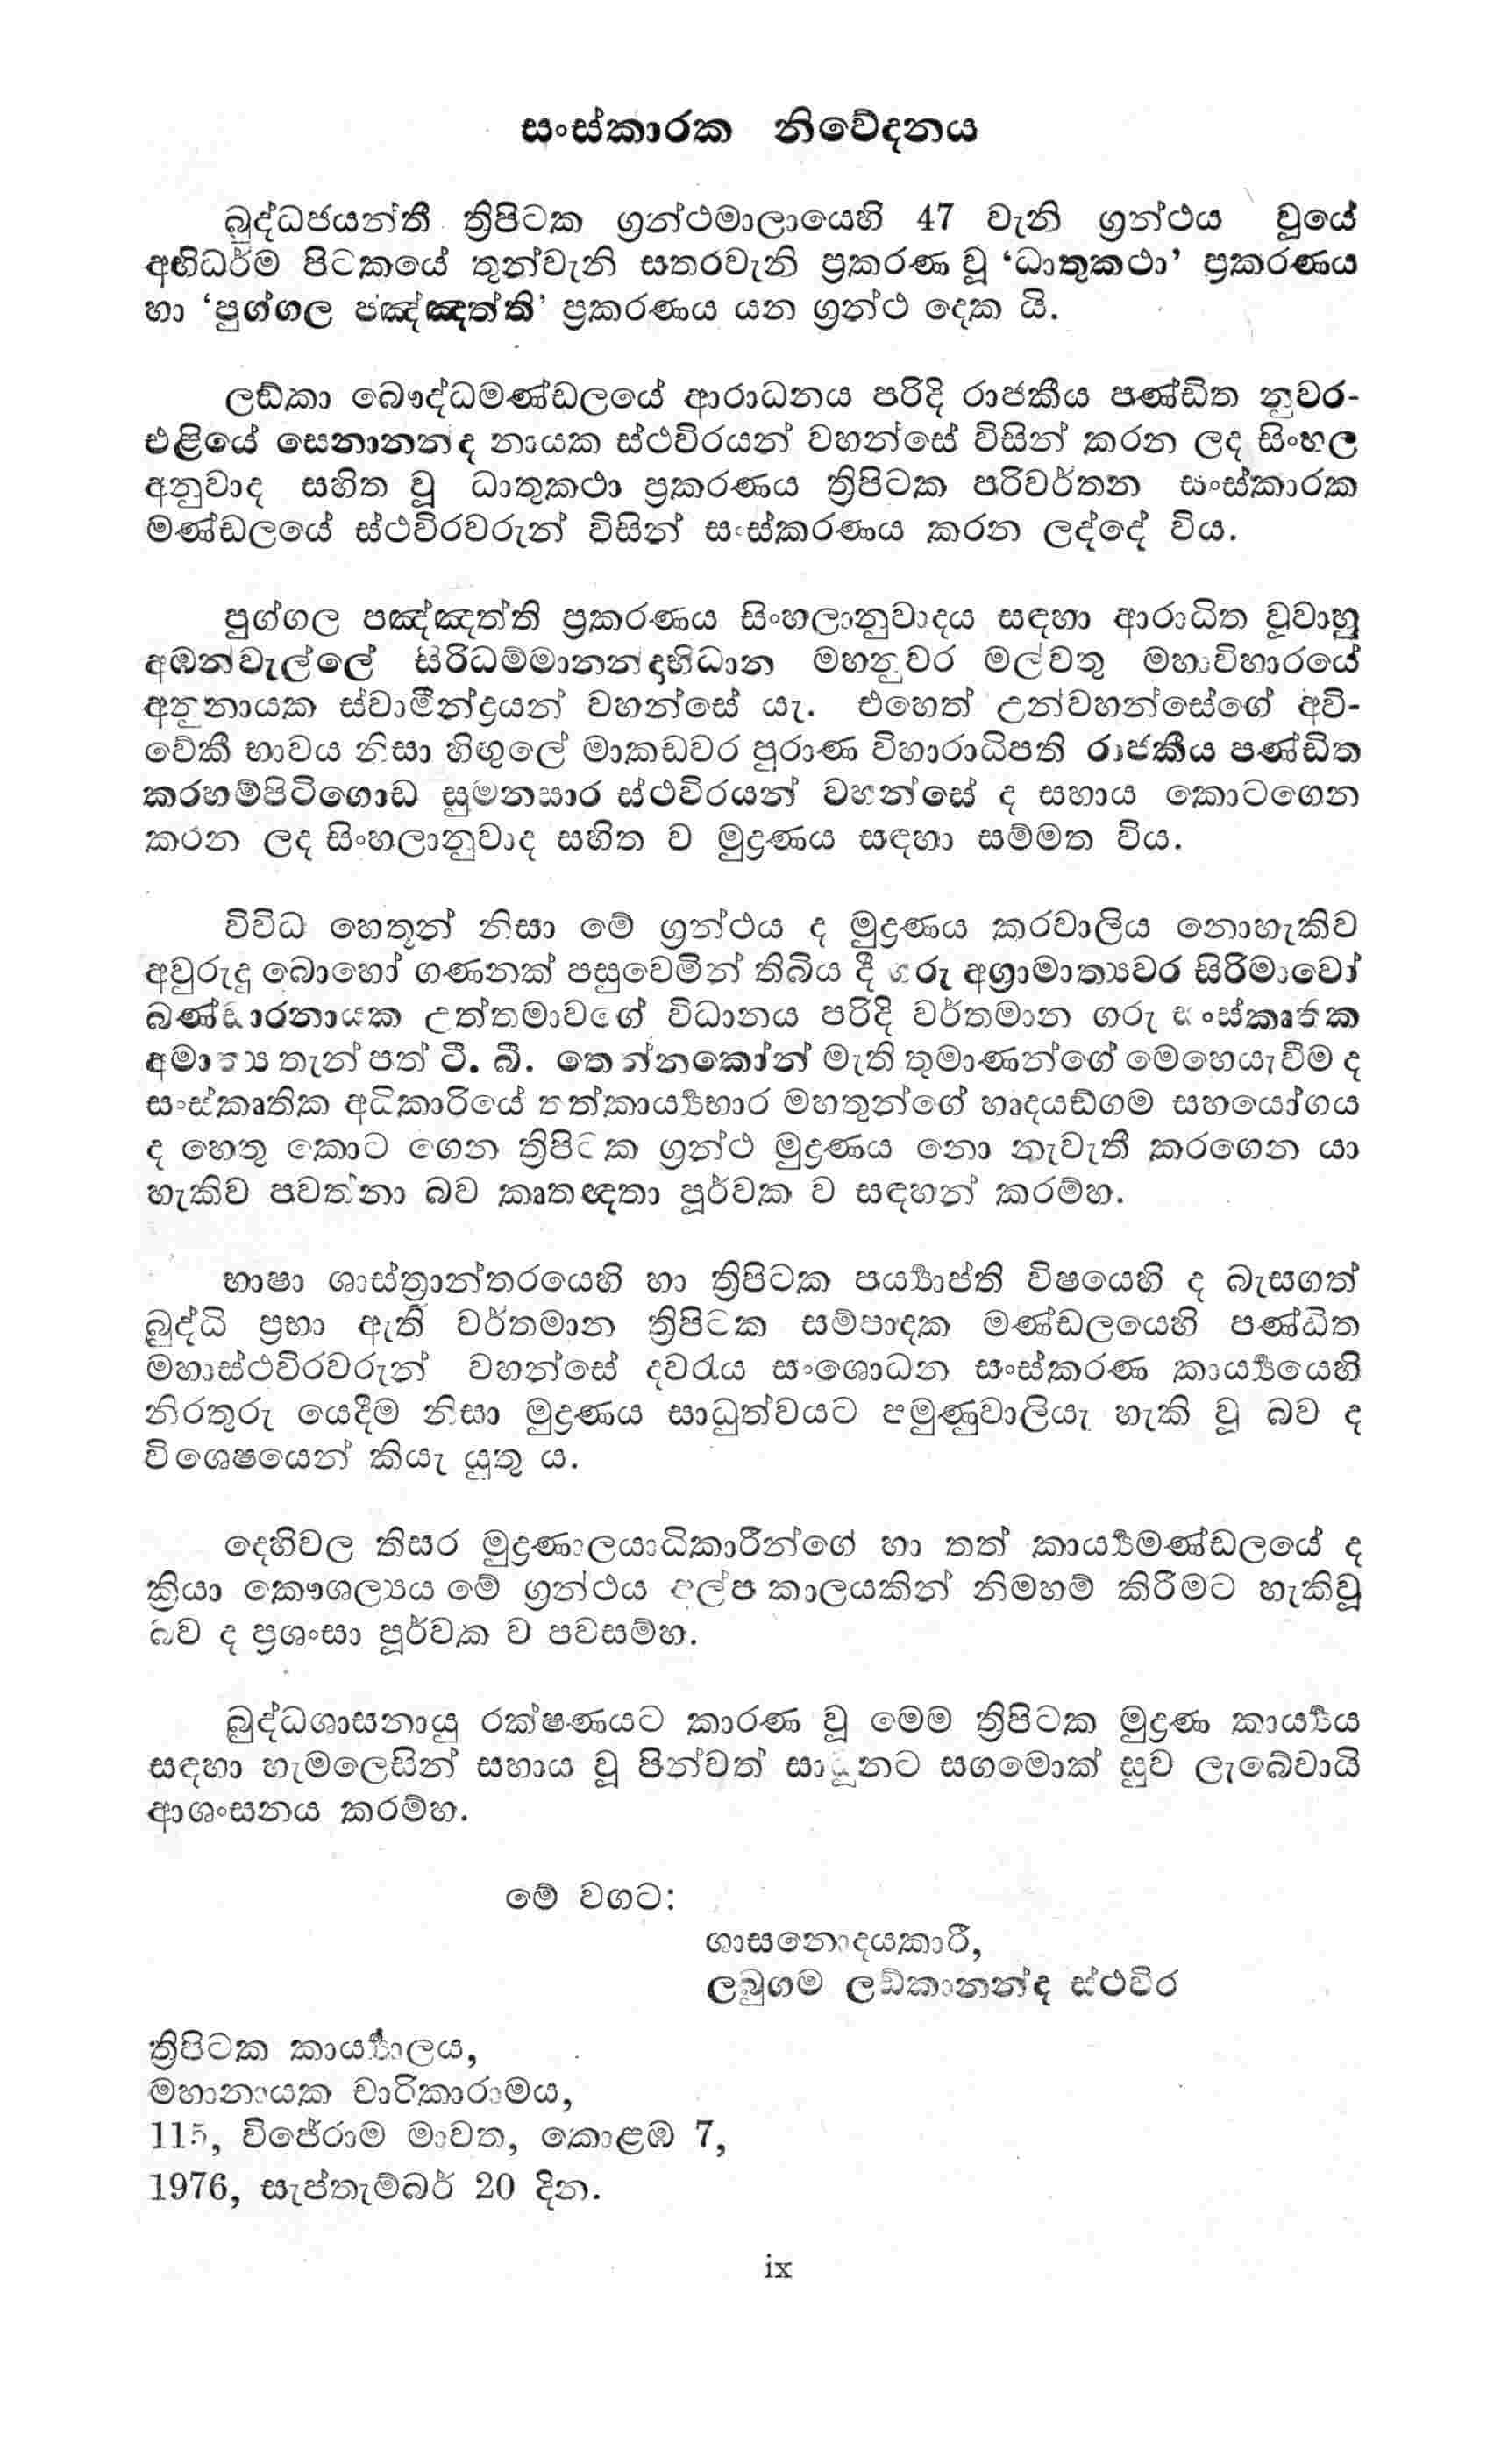 සංස්කාරක නිවේදනය
බුද්ධජයන්තී ත්‍රිපිටක ග්‍රන්ථමාලායෙහි 47 වැනි ග්‍රන්ථය වූයේ
අභිධර්ම පිටකයේ තුන්වැනි සතරවැනි ප්‍රකරණ වූ ‘ධාතුකථා’ ප්‍රකරණය
හා ‘පුග්ගල පඤ්ඤත්ති’ ප්‍රකරණය යන ග්‍රන්ථ දෙක යි.
ලඞ්කා බෞද්ධමණ්ඩලයේ ආරාධනය පරිදි රාජකීය පණ්ඩිත නුවර-
එළියේ සෙනානන්ද නායක ස්ථවිරයන් වහන්සේ විසින් කරන ලද සිංහල
අනුවාද සහිත වූ ධාතුකථා ප්‍රකරණය ත්‍රිපිටක පරිවර්තන සංස්කාරක
මණ්ඩලයේ ස්ථවිරවරුන් විසින් සංස්කරණය කරන ලද්දේ විය.
පුග්ගල පඤ්ඤත්ති ප්‍රකරණය සිංහලානුවාදය සඳහා ආරාධිත වූවාහු
අඹන්වැල්ලේ සිරිධම්මානන්දාභිධාන මහනුවර මල්වතු මහාවිහාරයේ
අනුනායක ස්වාමීන්ද්‍රයන් වහන්සේ යැ. එහෙත් උන්වහන්සේගේ අවි-
වේකී භාවය නිසා හිඟුලේ මාකඩවර පුරාණ විහාරාධිපති රාජකීය පණ්ඩිත
කරහම්පිටිගොඩ සුමනසාර ස්ථවිරයන් වහන්සේ ද සහාය කොටගෙන
කරන ලද සිංහලානුවාද සහිත ව මුද්‍රණය සඳහා සම්මත විය.
විවිධ හෙතූන් නිසා මේ ග්‍රන්ථය ද මුද්‍රණය කරවාලිය නොහැකිව
අවුරුදු බොහෝ ගණනක් පසුවෙමින් තිබිය දී ගරු අග්‍රාමාත්‍යවර සිරිමාවෝ
බණ්ඩාරනායක උත්තමාවගේ විධානය පරිදි වර්තමාන ගරු සංස්කෘතික
අමාත්‍ය තැන්පත් ටී. බී. තෙන්නකෝන් මැතිතුමාණන්ගේ මෙහෙයැවීම ද
සංස්කෘතික අධිකාරියේ තත්කාර්‍ය්‍යභාර මහතුන්ගේ හෘදයඞ්ගම සහයෝගය
ද හෙතු කොට ගෙන ත්‍රිපිටක ග්‍රන්ථ මුද්‍රණය නො නැවැතී කරගෙන යා
හැකිව පවත්නා බව කෘතඥතා පූර්වක ව සඳහන් කරම්හ.
භාෂා ශාස්ත්‍රාන්තරයෙහි හා ත්‍රිපිටක පර්‍ය්‍යාප්ති විෂයෙහි ද බැසගත්
බුද්ධි ප්‍රභා ඇති වර්තමාන ත්‍රිපිටක සම්පාදක මණ්ඩලයෙහි පණ්ඩිත
මහාස්ථවිරවරුන් වහන්සේ දවරැය සංශොධන සංස්කරණ කාර්‍ය්‍යයෙහි
නිරතුරු යෙදීම නිසා මුද්‍රණය සාධුත්වයට පමුණුවාලියැ හැකි වූ බව ද
විශෙෂයෙන් කියැ යුතු ය.
දෙහිවල තිසර මුද්‍රණාලයාධිකාරීන්ගේ හා තත් කාර්‍ය්‍යමණ්ඩලයේ ද
ක්‍රියා කෞශල්‍යය මේ ග්‍රන්ථය අල්ප කාලයකින් නිමහම් කිරීමට හැකිවූ
බව ද ප්‍රශංසා පූර්වක ව පවසම්හ.
බුද්ධශාසනායු රක්ෂණයට කාරණ වූ මෙම ත්‍රිපිටක මුද්‍රණ කාර්‍ය්‍යය
සඳහා හැමලෙසින් සහාය වූ පින්වත් සාධූනට සගමොක් සුව ලැබේවායි
ආශංසනය කරම්හ.
මේ වගට:
ශාසනොදයකාරී,
ලබුගම ලඞ්කානන්ද ස්ථවිර
ත්‍රිපිටක කාර්‍ය්‍යාලය,
මහානායක චාරිකාරාමය,
115, විජේරාම මාවත, කොළඹ 7,
1976, සැප්තැම්බර් 20 දින.
ix